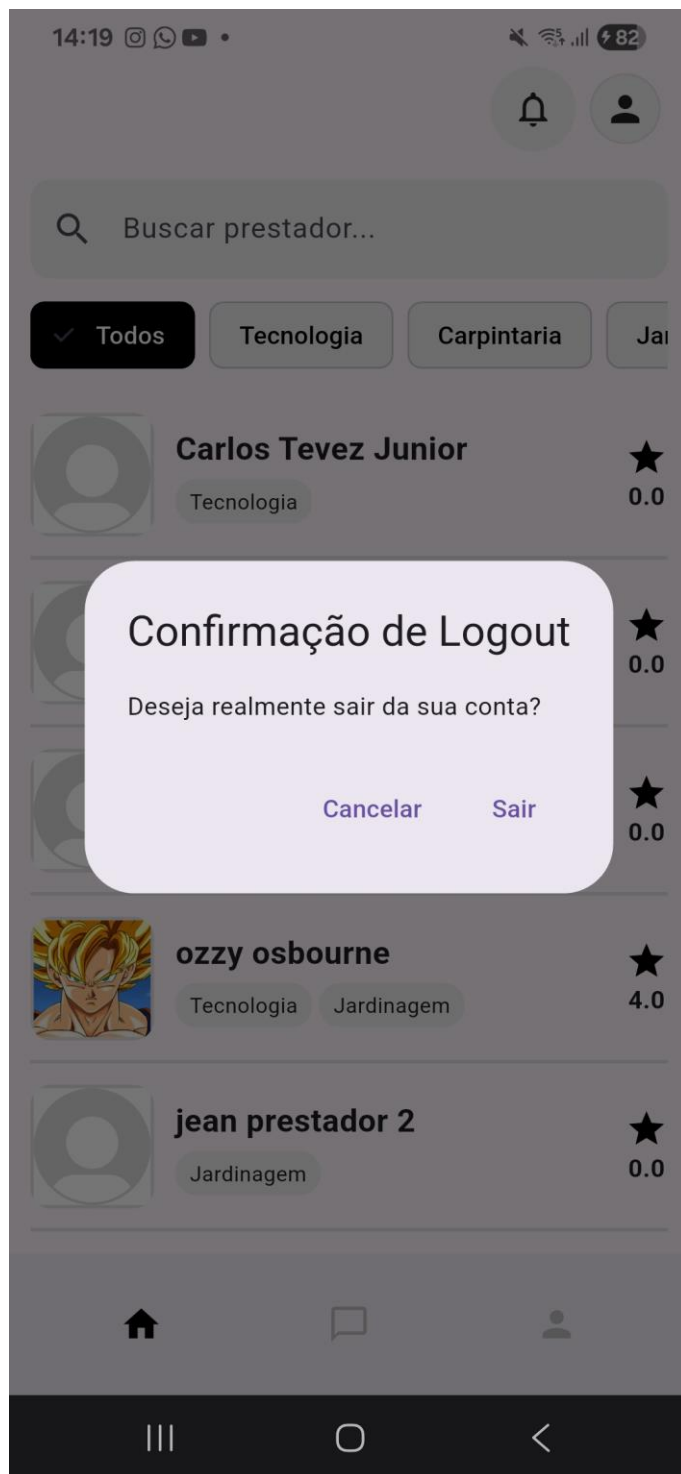 14:19
82
Buscar prestador...
Todos
Tecnologia
Carpintaria
Jar
Carlos Tevez Junior
Tecnologia
0.0
0.0
Confirmação de Logout
Deseja realmente sair da sua conta?
Cancelar
Sair
0.0
ozzy osbourne
Tecnologia
Jardinagem
4.0
jean prestador 2
Jardinagem
0.0